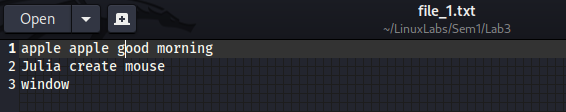 Open
file_1.txt
~/LinuxLabs/Sem1/Lab3
1 apple apple good morning
2 Julia create mouse
3 window